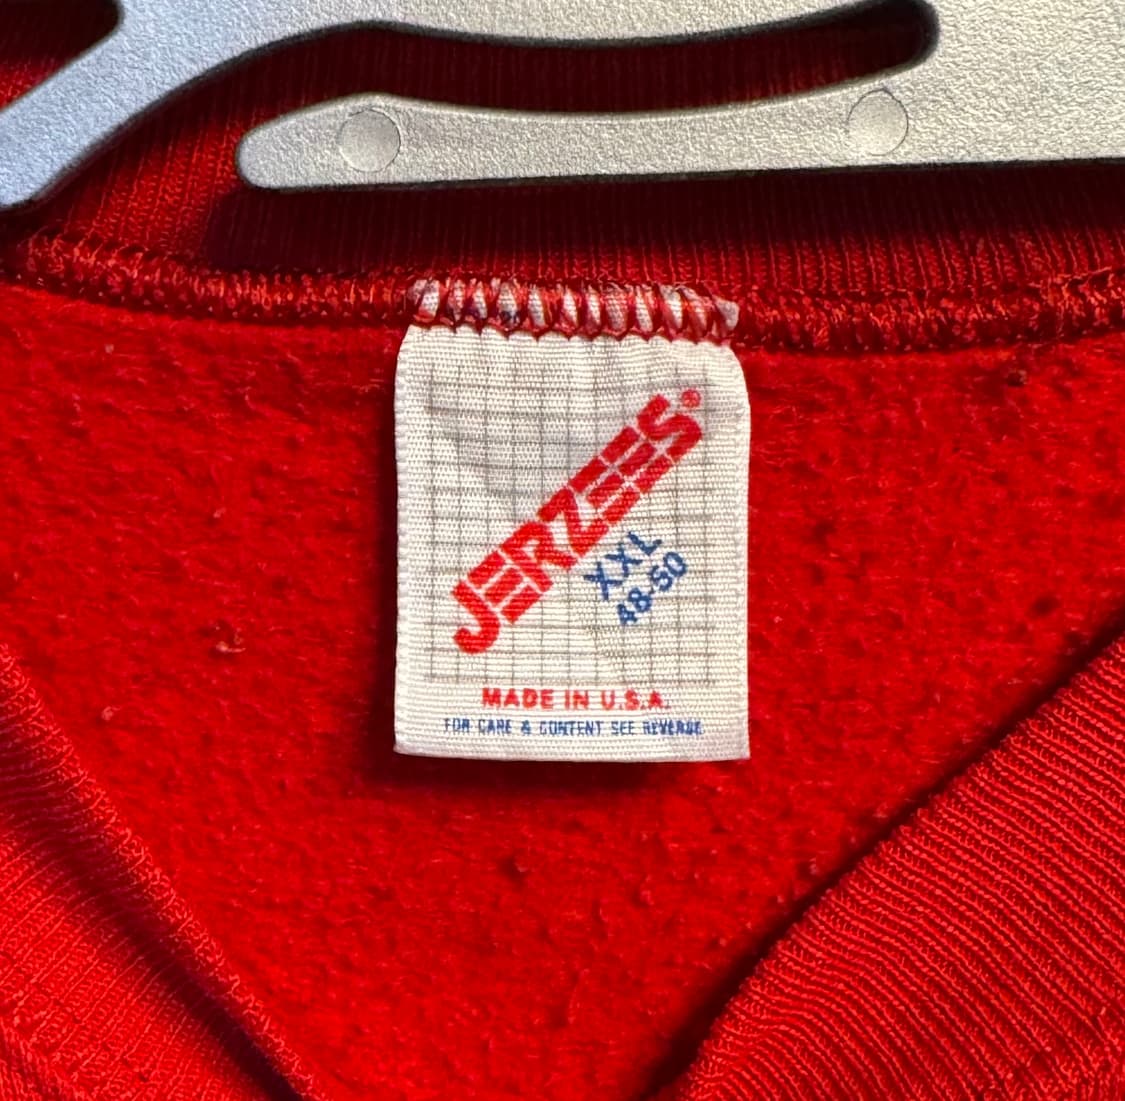 JERZEES®
XXL
48-50
MADE IN U.S.A.
FOR CARE & CONTENT SEE REVERSE